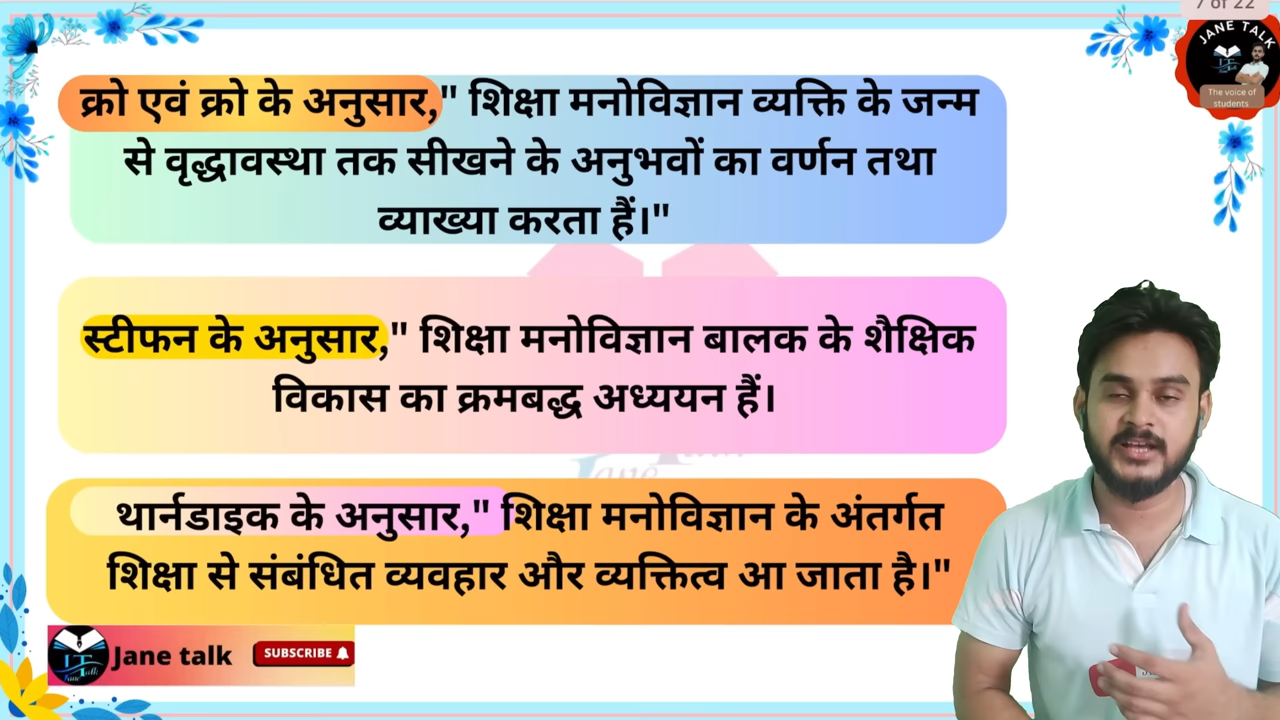 7 of 22
JANE TALK
The voice of
students
क्रो एवं क्रो के अनुसार," शिक्षा मनोविज्ञान व्यक्ति के जन्म
से वृद्धावस्था तक सीखने के अनुभवों का वर्णन तथा
व्याख्या करता हैं।"
स्टीफन के अनुसार," शिक्षा मनोविज्ञान बालक के शैक्षिक
विकास का क्रमबद्ध अध्ययन हैं।
थार्नडाइक के अनुसार," शिक्षा मनोविज्ञान के अंतर्गत
शिक्षा से संबंधित व्यवहार और व्यक्तित्व आ जाता है।"
Jane talk
SUBSCRIBE